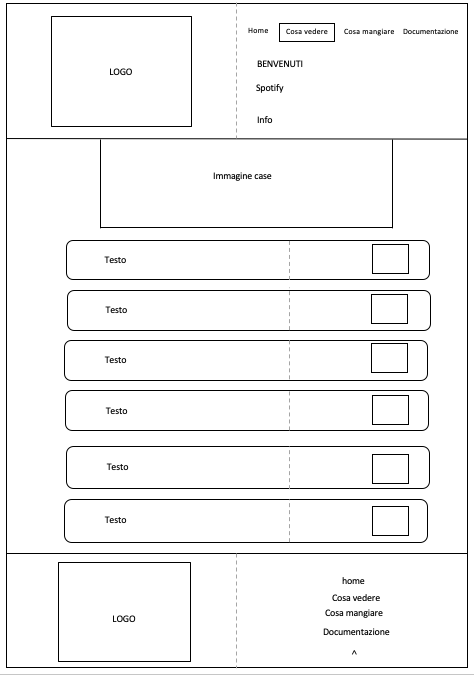 LOGO
Home Cosa vedere Cosa mangiare Documentazione
BENVENUTI
Spotify
Info
Immagine case
Testo
Testo
Testo
Testo
Testo
Testo
LOGO
home
Cosa vedere
Cosa mangiare
Documentazione
^